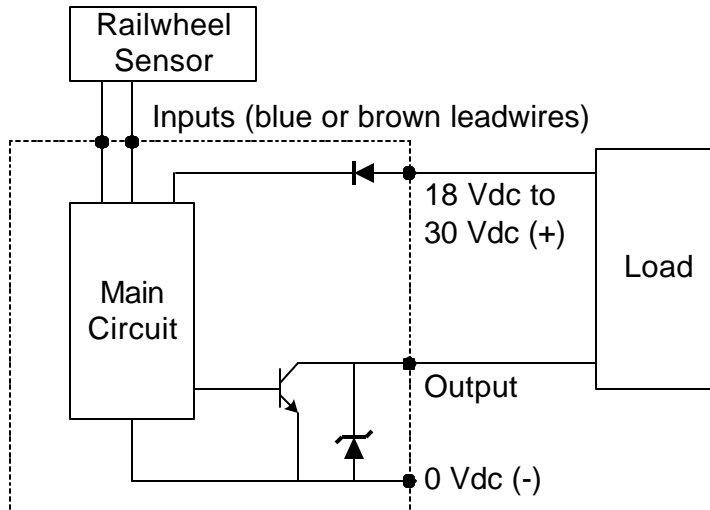 Railwheel
Sensor
Inputs (blue or brown leadwires)
18 Vdc to
30 Vdc (+)
Load
Main
Circuit
Output
0 Vdc (-)